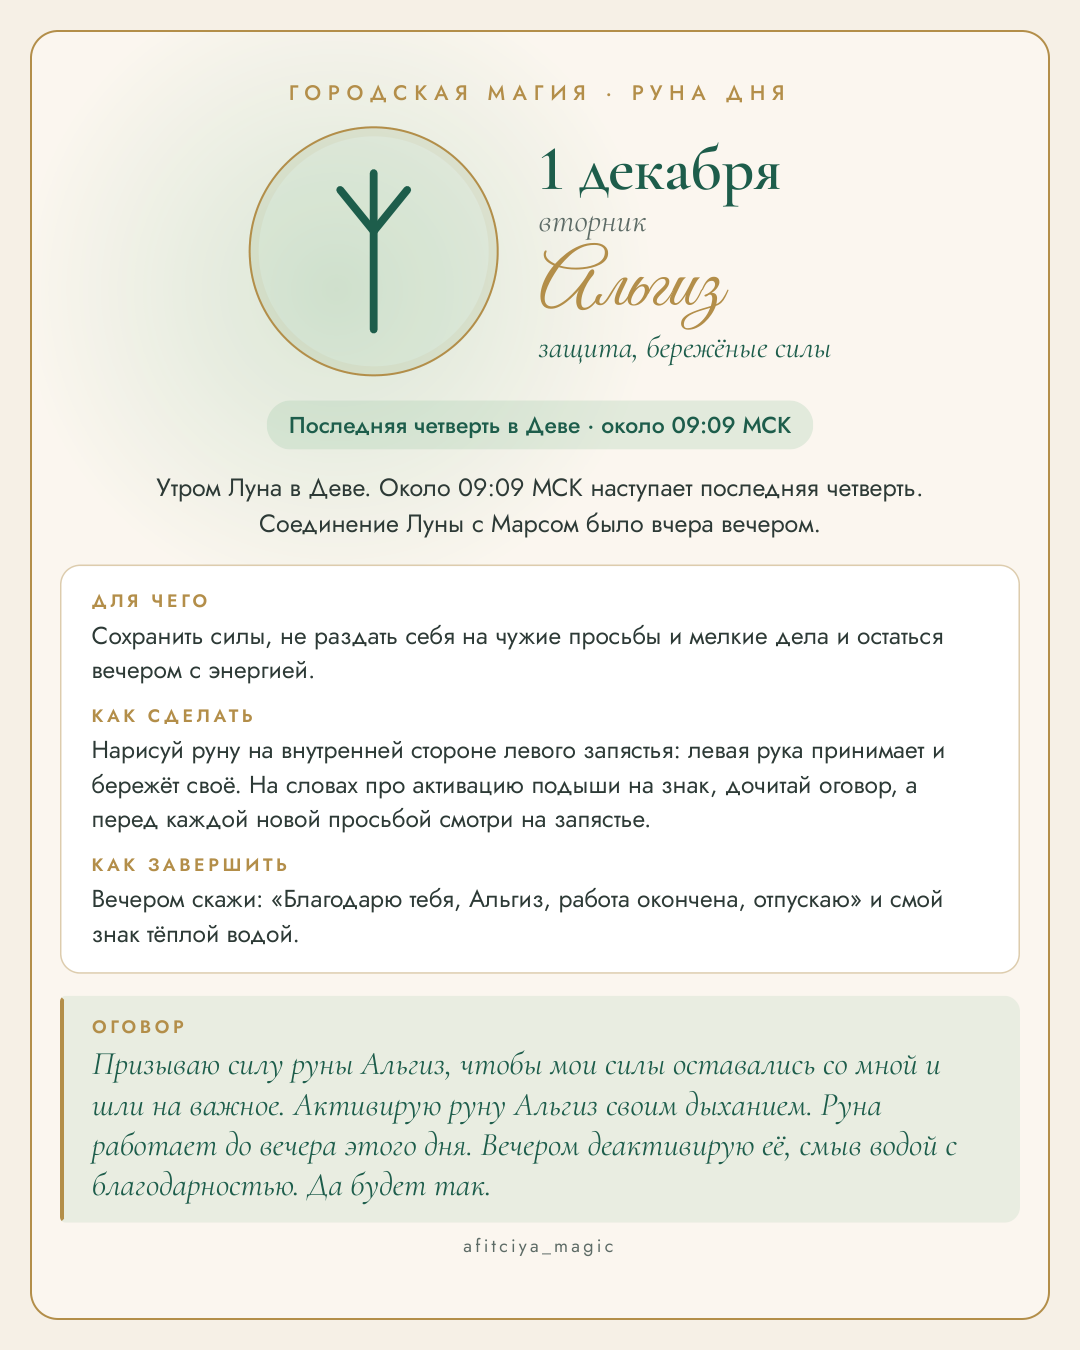 ГОРОДСКАЯ МАГИЯ · РУНА ДНЯ
1 декабря
вторник
Альгиз
защита, бережёные силы
Последняя четверть в Деве · около 09:09 МСК
Утром Луна в Деве. Около 09:09 МСК наступает последняя четверть.
Соединение Луны с Марсом было вчера вечером.
ДЛЯ ЧЕГО
Сохранить силы, не раздать себя на чужие просьбы и мелкие дела и остаться
вечером с энергией.
КАК СДЕЛАТЬ
Нарисуй руну на внутренней стороне левого запястья: левая рука принимает и
бережёт своё. На словах про активацию подыши на знак, дочитай оговор, а
перед каждой новой просьбой смотри на запястье.
КАК ЗАВЕРШИТЬ
Вечером скажи: «Благодарю тебя, Альгиз, работа окончена, отпускаю» и смой
знак тёплой водой.
ОГОВОР
Призываю силу руны Альгиз, чтобы мои силы оставались со мной и
шли на важное. Активирую руну Альгиз своим дыханием. Руна
работает до вечера этого дня. Вечером деактивирую её, смыв водой с
благодарностью. Да будет так.
afitciya_magic